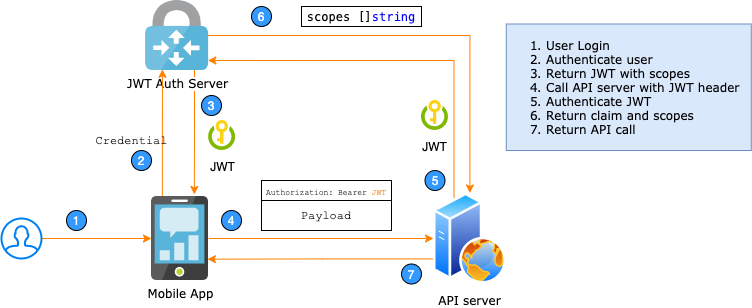 6
scopes []string
JWT Auth Server
1. User Login
2. Authenticate user
3. Return JWT with scopes
4. Call API server with JWT header
5. Authenticate JWT
6. Return claim and scopes
7. Return API call
3
Credential
2
JWT
JWT
5
Authorization: Bearer JWT
Payload
1
4
7
Mobile App
API server